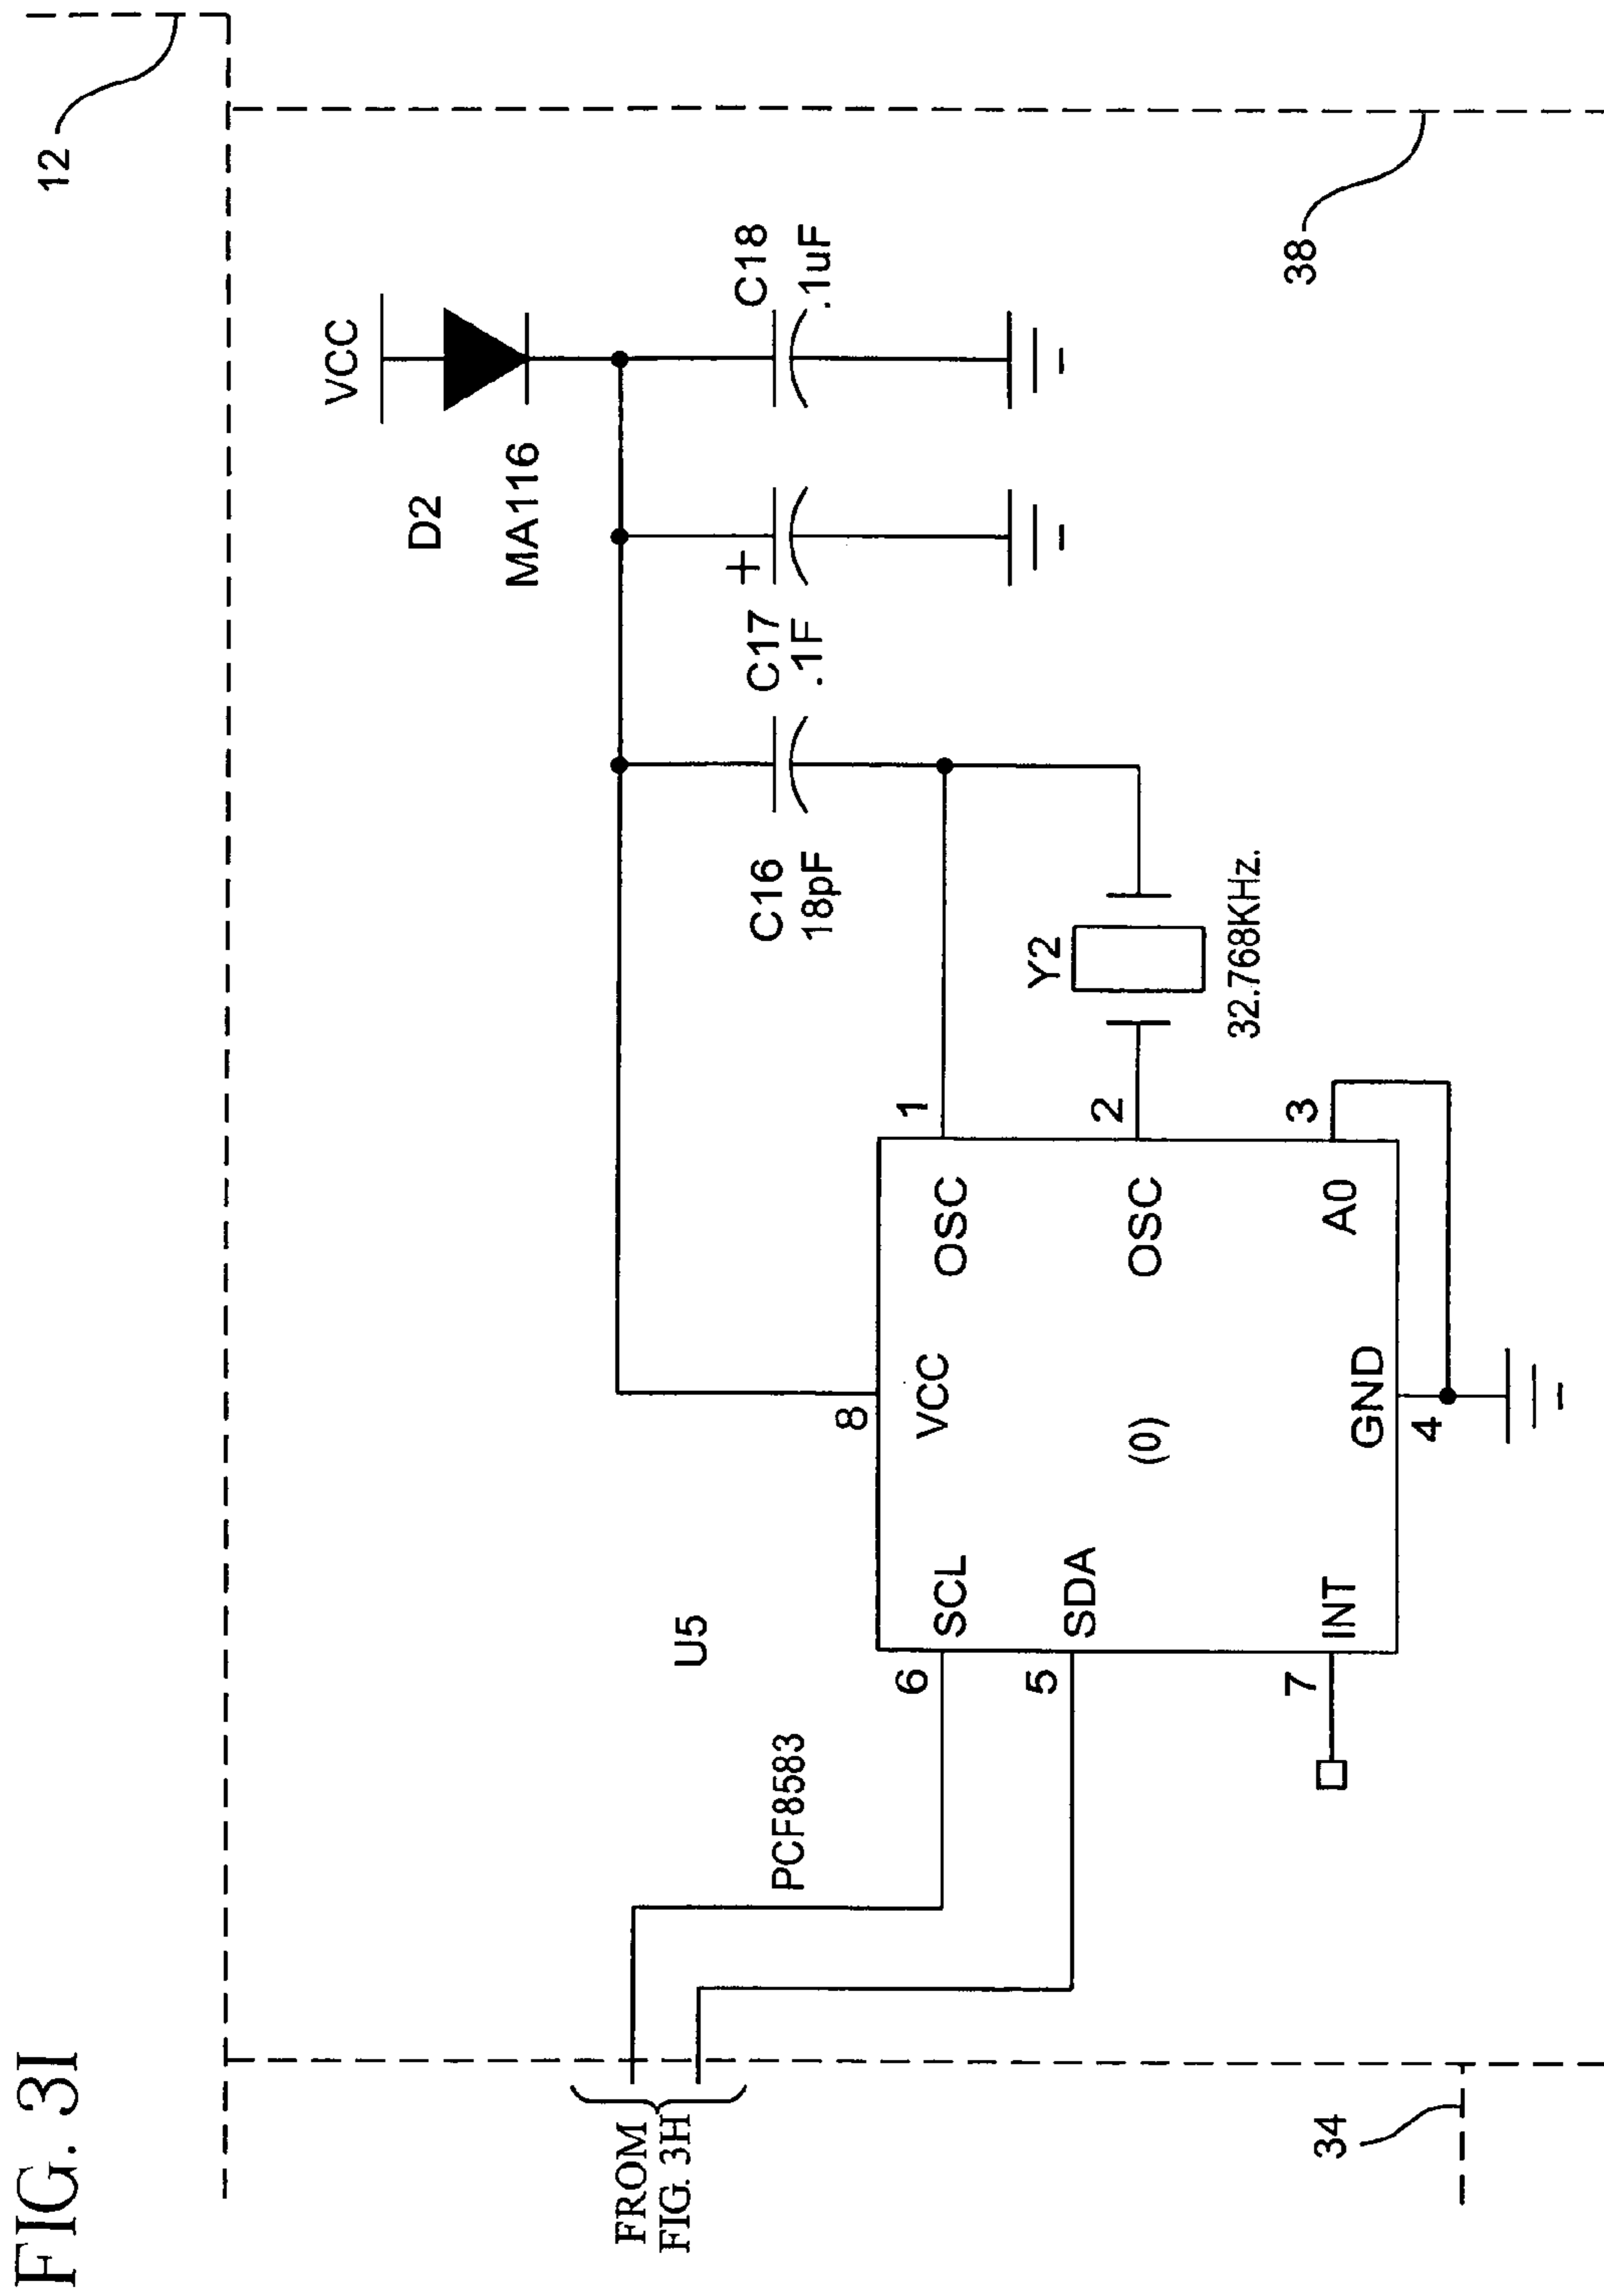 FIG. 3I
12
VCC
D2
MA116
C18
.1uF
C17
.1F
+
C16
18pF
Y2
32.768KHz.
38
U5
PCF8583
FROM
FIG. 3H
8
VCC
6
SCL
OSC
1
5
SDA
(0)
OSC
2
7
INT
GND
4
A0
3
34